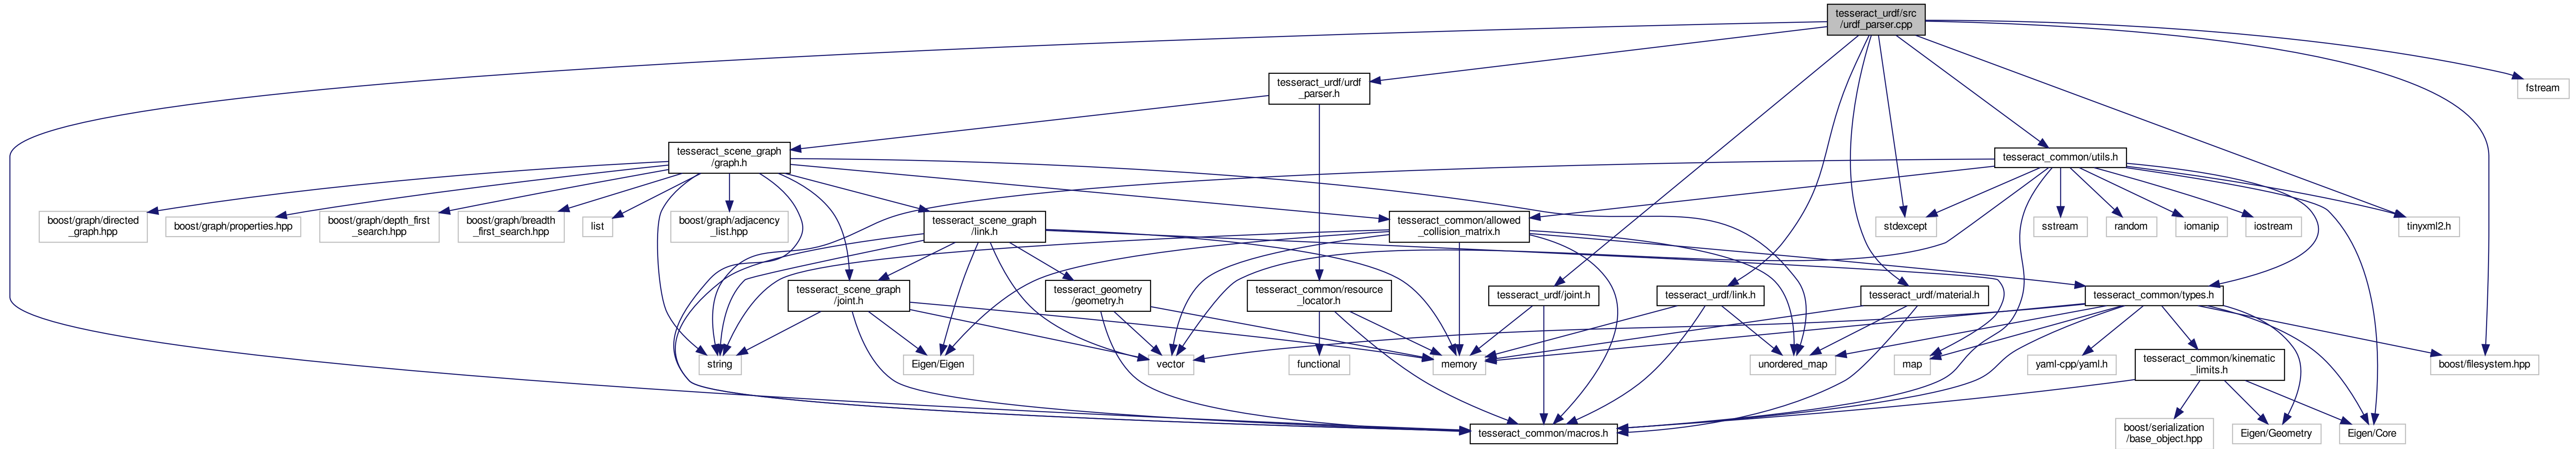 tesseract_urdf/src
/urdf_parser.cpp
tesseract_urdf/urdf
_parser.h
fstream
tesseract_scene_graph
/graph.h
tesseract_common/utils.h
boost/graph/directed
_graph.hpp
boost/graph/properties.hpp
boost/graph/depth_first
_search.hpp
boost/graph/breadth
_first_search.hpp
list
boost/graph/adjacency
_list.hpp
tesseract_scene_graph
/link.h
tesseract_common/allowed
_collision_matrix.h
stdexcept
sstream
random
iomanip
iostream
tinyxml2.h
tesseract_scene_graph
/joint.h
tesseract_geometry
/geometry.h
tesseract_common/resource
_locator.h
tesseract_urdf/joint.h
tesseract_urdf/link.h
tesseract_urdf/material.h
tesseract_common/types.h
string
Eigen/Eigen
vector
functional
memory
unordered_map
map
yaml-cpp/yaml.h
tesseract_common/kinematic
_limits.h
boost/filesystem.hpp
tesseract_common/macros.h
boost/serialization
/base_object.hpp
Eigen/Geometry
Eigen/Core